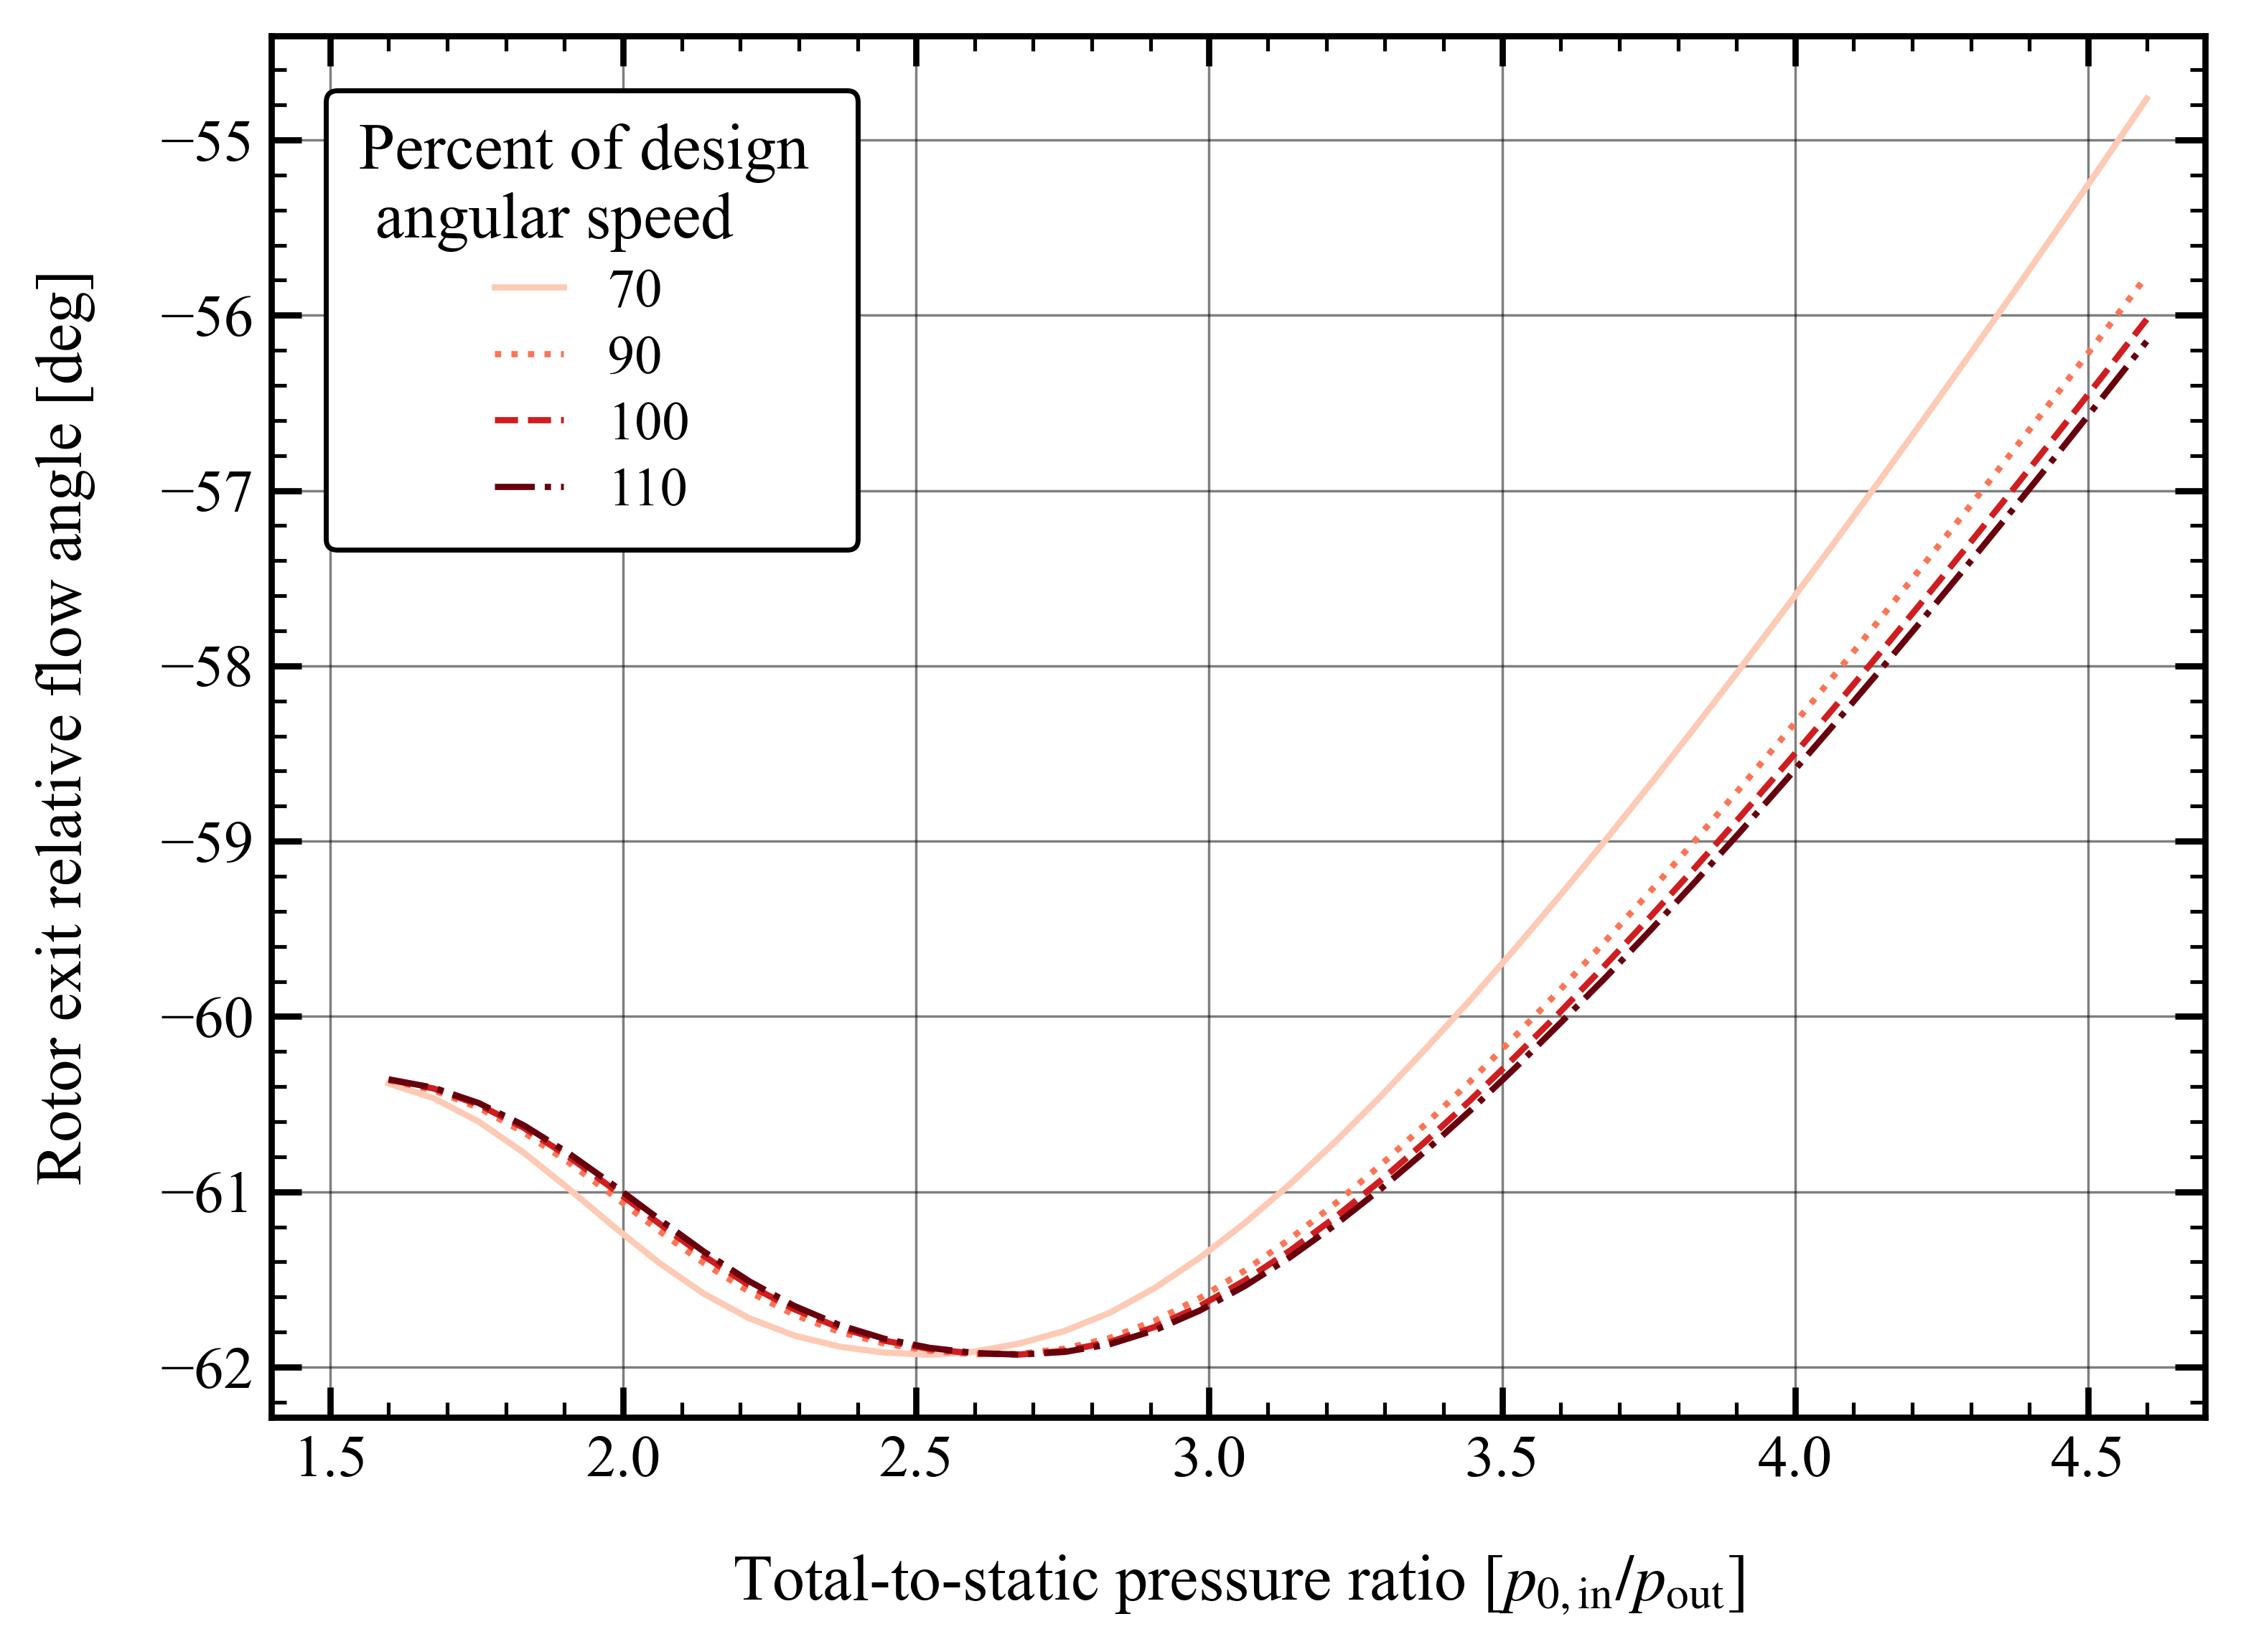 Percent of design
angular speed
70
90
100
110
Rotor exit relative flow angle [deg]
−55
−56
−57
−58
−59
−60
−61
−62
1.5 2.0 2.5 3.0 3.5 4.0 4.5
Total-to-static pressure ratio [p0, in/pout]